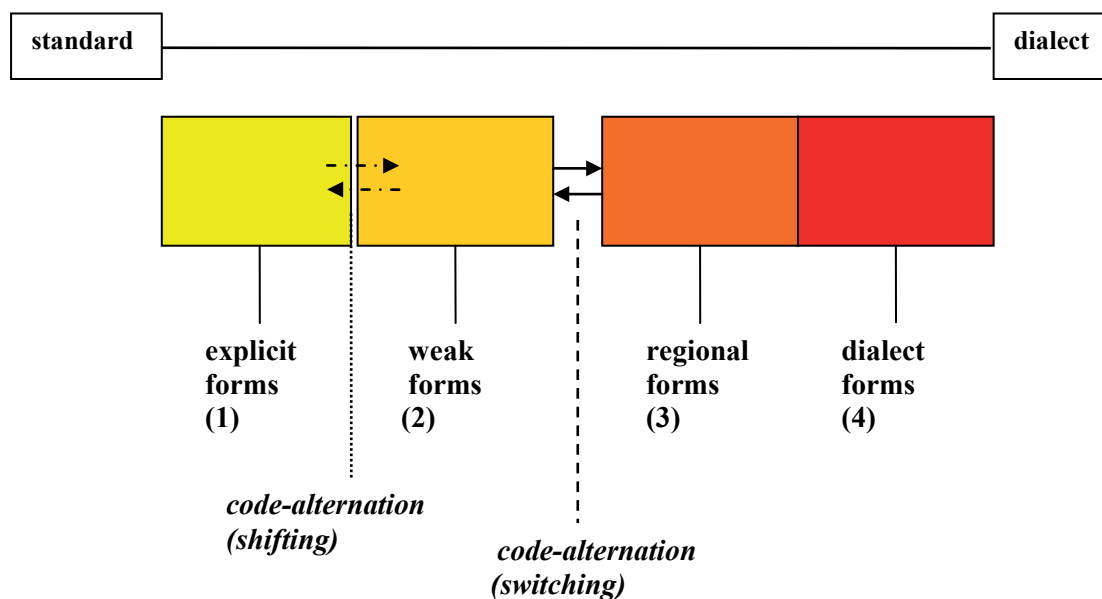 standard
dialect
explicit
forms
(1)
weak
forms
(2)
regional
forms
(3)
dialect
forms
(4)
code-alternation
(shifting)
code-alternation
(switching)